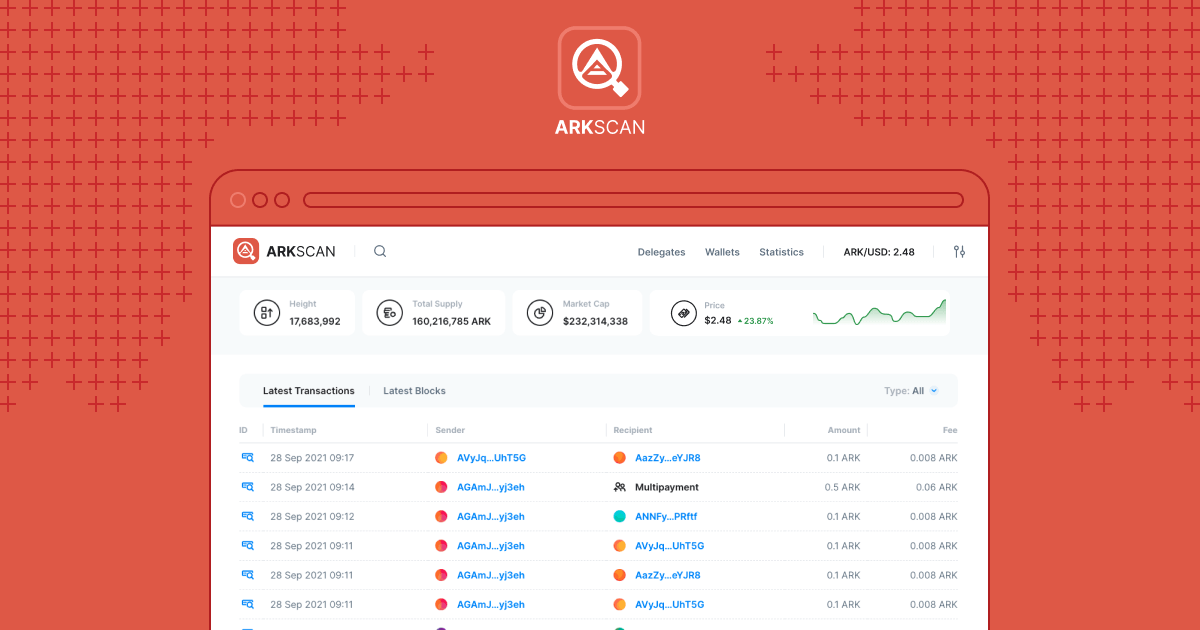 ARKSCAN
ARKSCAN
Delegates Wallets Statistics ARK/USD: 2.48
Height
17,683,992
Total Supply
160,216,785 ARK
Market Cap
$232,314,338
Price
$2.48 23.87%
Latest Transactions Latest Blocks Type: All
ID Timestamp Sender Recipient Amount Fee
28 Sep 2021 09:17 AVyJq...UhT5G AazZy...eYJR8 0.1 ARK 0.008 ARK
28 Sep 2021 09:14 AGAmJ...yj3eh Multipayment 0.5 ARK 0.06 ARK
28 Sep 2021 09:12 AGAmJ...yj3eh ANNFy...PRftf 0.1 ARK 0.008 ARK
28 Sep 2021 09:11 AGAmJ...yj3eh AVyJq...UhT5G 0.1 ARK 0.008 ARK
28 Sep 2021 09:11 AGAmJ...yj3eh AazZy...eYJR8 0.1 ARK 0.008 ARK
28 Sep 2021 09:11 AGAmJ...yj3eh AVyJq...UhT5G 0.1 ARK 0.008 ARK